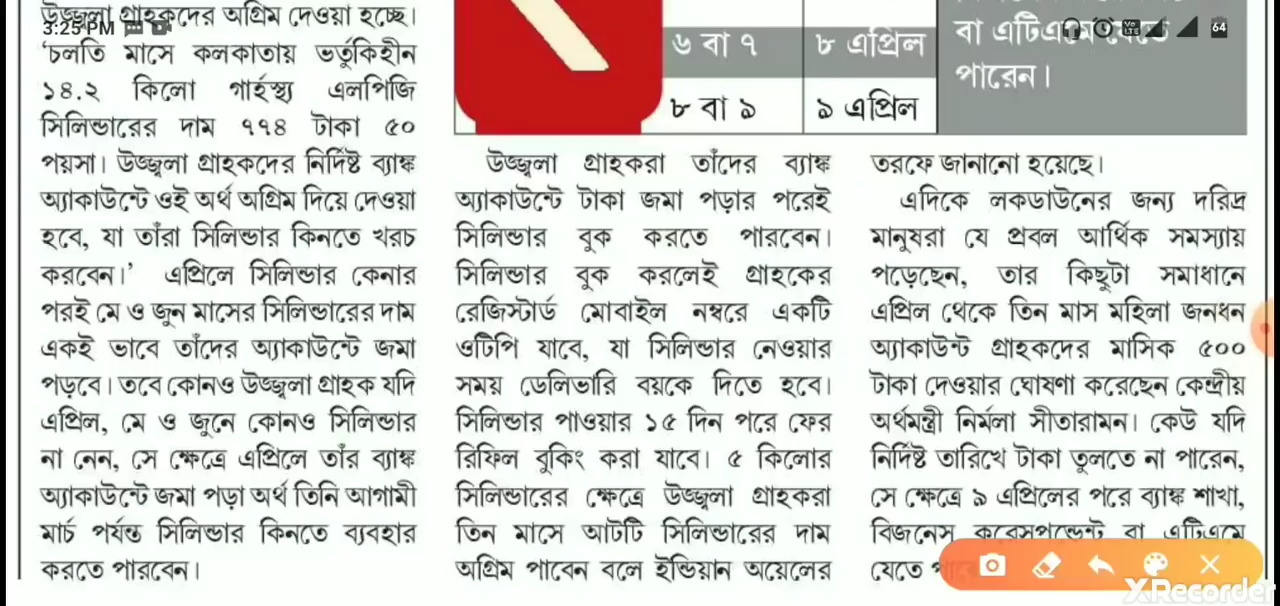 উজ্জ্বলা গ্রাহকদের অগ্রিম দেওয়া হচ্ছে।
3:25 PM
64
'চলতি মাসে কলকাতায় ভর্তুকিহীন
১৪.২ কিলো গার্হস্থ্য এলপিজি
সিলিন্ডারের দাম ৭৭৪ টাকা ৫০
পয়সা। উজ্জ্বলা গ্রাহকদের নির্দিষ্ট ব্যাঙ্ক
অ্যাকাউন্টে ওই অর্থ অগ্রিম দিয়ে দেওয়া
হবে, যা তাঁরা সিলিন্ডার কিনতে খরচ
করবেন।' এপ্রিলে সিলিন্ডার কেনার
পরই মে ও জুন মাসের সিলিন্ডারের দাম
একই ভাবে তাঁদের অ্যাকাউন্টে জমা
পড়বে। তবে কোনও উজ্জ্বলা গ্রাহক যদি
এপ্রিল, মে ও জুনে কোনও সিলিন্ডার
না নেন, সে ক্ষেত্রে এপ্রিলে তাঁর ব্যাঙ্ক
অ্যাকাউন্টে জমা পড়া অর্থ তিনি আগামী
মার্চ পর্যন্ত সিলিন্ডার কিনতে ব্যবহার
করতে পারবেন।
৬ বা ৭ ৮ এপ্রিল
৮ বা ৯ ৯ এপ্রিল
বা এটিএমে যেতে
পারেন।
উজ্জ্বলা গ্রাহকরা তাঁদের ব্যাঙ্ক
অ্যাকাউন্টে টাকা জমা পড়ার পরেই
সিলিন্ডার বুক করতে পারবেন।
সিলিন্ডার বুক করলেই গ্রাহকের
রেজিস্টার্ড মোবাইল নম্বরে একটি
ওটিপি যাবে, যা সিলিন্ডার নেওয়ার
সময় ডেলিভারি বয়কে দিতে হবে।
সিলিন্ডার পাওয়ার ১৫ দিন পরে ফের
রিফিল বুকিং করা যাবে। ৫ কিলোর
সিলিন্ডারের ক্ষেত্রে উজ্জ্বলা গ্রাহকরা
তিন মাসে আটটি সিলিন্ডারের দাম
অগ্রিম পাবেন বলে ইন্ডিয়ান অয়েলের
তরফে জানানো হয়েছে।
এদিকে লকডাউনের জন্য দরিদ্র
মানুষরা যে প্রবল আর্থিক সমস্যায়
পড়েছেন, তার কিছুটা সমাধানে
এপ্রিল থেকে তিন মাস মহিলা জনধন
অ্যাকাউন্ট গ্রাহকদের মাসিক ৫০০
টাকা দেওয়ার ঘোষণা করেছেন কেন্দ্রীয়
অর্থমন্ত্রী নির্মলা সীতারামন। কেউ যদি
নির্দিষ্ট তারিখে টাকা তুলতে না পারেন,
সে ক্ষেত্রে ৯ এপ্রিলের পরে ব্যাঙ্ক শাখা,
বিজনেস করেসপন্ডেন্ট বা এটিএমে
যেতে
XRecorder